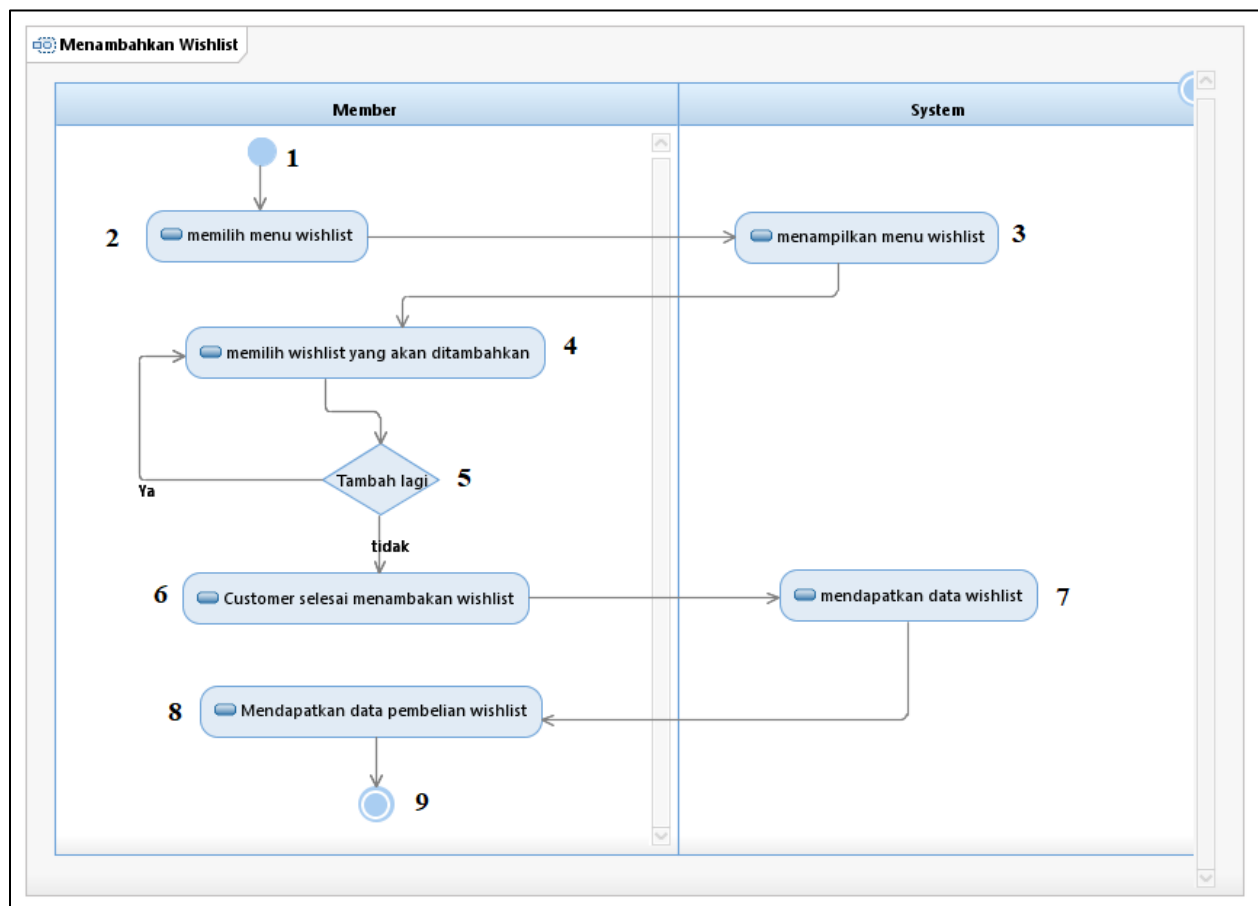 Menambahkan Wishlist
Member
System
1
2
memilih menu wishlist
menampilkan menu wishlist
3
memilih wishlist yang akan ditambahkan
4
Tambah lagi
5
Ya
tidak
6
Customer selesai menambakan wishlist
mendapatkan data wishlist
7
8
Mendapatkan data pembelian wishlist
9